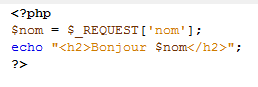 <?php
$nom = $_REQUEST['nom'];
echo "<h2>Bonjour $nom</h2>";
?>